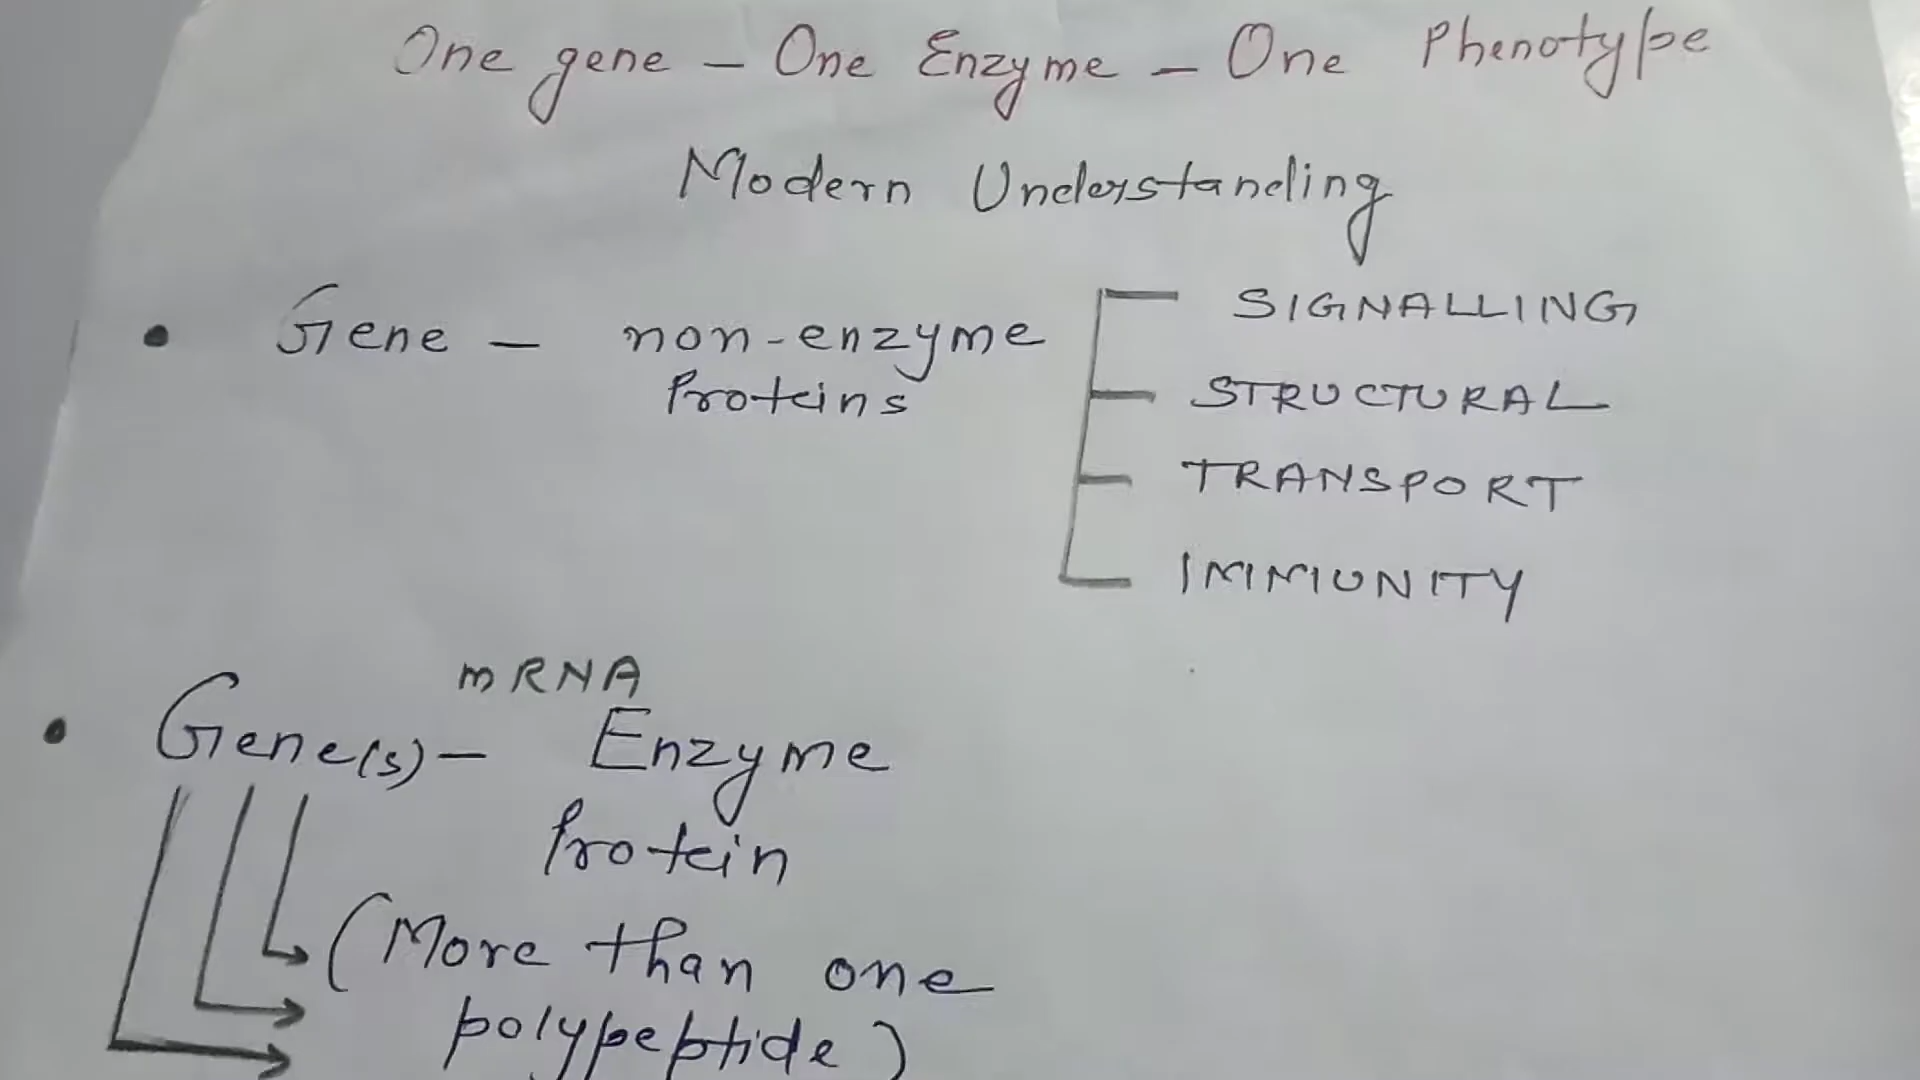 One gene - One Enzyme - One Phenotype
Modern Understanding
• Gene - non-enzyme
Proteins
SIGNALLING
STRUCTURAL
TRANSPORT
IMMUNITY
mRNA
• Gene(s) - Enzyme
Protein
(More than one
polypeptide)